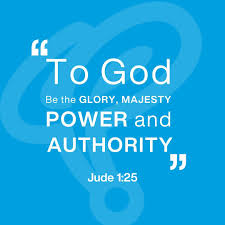 “To God
Be the GLORY, MAJESTY
POWER and
AUTHORITY”
Jude 1:25